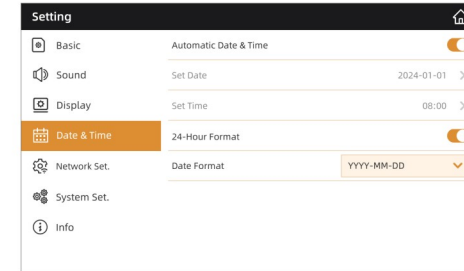 Setting
Basic
Automatic Date & Time
Sound
Set Date 2024-01-01
Display
Set Time 08:00
Date & Time
24-Hour Format
Network Set.
Date Format YYYY-MM-DD
System Set.
Info